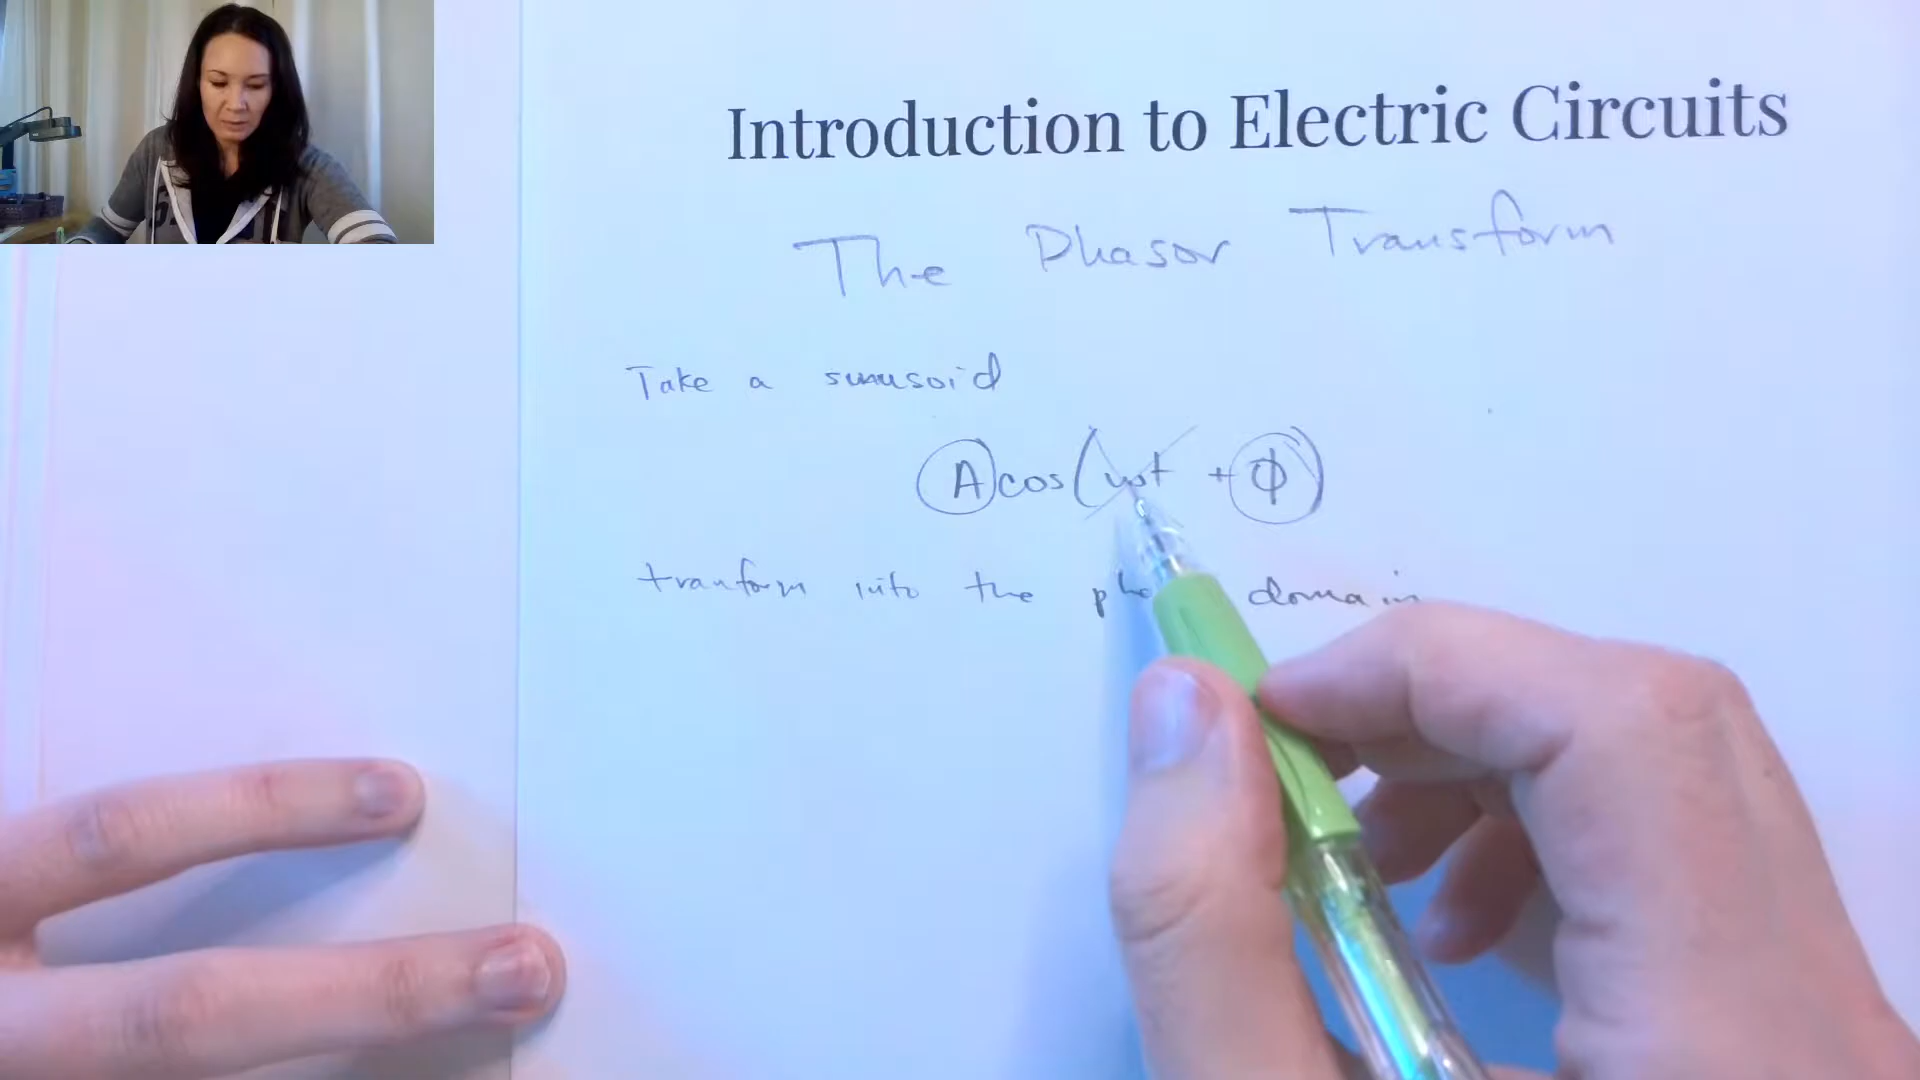 Introduction to Electric Circuits
The Phasor Transform
Take a sinusoid
A cos(ωt + ϕ)
tranform into the domain